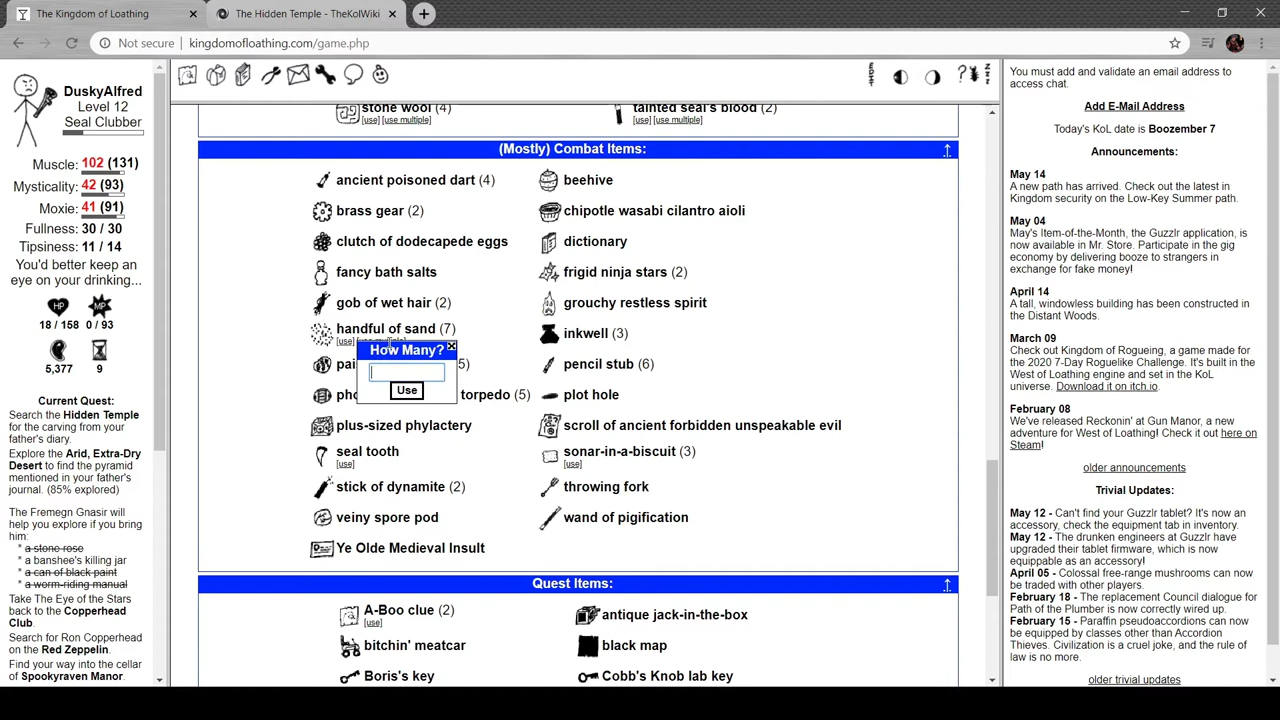 The Kingdom of Loathing
The Hidden Temple - TheKolWiki
Not secure | kingdomofloathing.com/game.php
DuskyAlfred
Level 12
Seal Clubber
Muscle: 102 (131)
Mysticality: 42 (93)
Moxie: 41 (91)
Fullness: 30 / 30
Tipsiness: 11 / 14
You'd better keep an
eye on your drinking...
HP
MP
18 / 158 0 / 93
5,377 9
Current Quest:
Search the Hidden Temple
for the carving from your
father's diary.
Explore the Arid, Extra-Dry
Desert to find the pyramid
mentioned in your father's
journal. (85% explored)
The Fremegn Gnasir will
help you explore if you bring
him:
* a stone rose
* a banshee's killing jar
* a can of black paint
* a worm-riding manual
Take The Eye of the Stars
back to the Copperhead
Club.
Search for Ron Copperhead
on the Red Zeppelin.
Find your way into the cellar
of Spookyraven Manor.
stone wool (4)
[use] [use multiple]
tainted seal's blood (2)
[use] [use multiple]
(Mostly) Combat Items:
ancient poisoned dart (4)
beehive
brass gear (2)
chipotle wasabi cilantro aioli
clutch of dodecapede eggs
dictionary
fancy bath salts
frigid ninja stars (2)
gob of wet hair (2)
grouchy restless spirit
handful of sand (7)
[use]
inkwell (3)
How Many?
Use
pencil stub (6)
torpedo (5)
plot hole
plus-sized phylactery
scroll of ancient forbidden unspeakable evil
seal tooth
[use]
sonar-in-a-biscuit (3)
[use]
stick of dynamite (2)
throwing fork
veiny spore pod
wand of pigification
Ye Olde Medieval Insult
Quest Items:
A-Boo clue (2)
[use]
antique jack-in-the-box
bitchin' meatcar
black map
Boris's key
Cobb's Knob lab key
You must add and validate an email address to
access chat.
Add E-Mail Address
Today's KoL date is Boozember 7
Announcements:
May 14
A new path has arrived. Check out the latest in
Kingdom security on the Low-Key Summer path.
May 04
May's Item-of-the-Month, the Guzzlr application, is
now available in Mr. Store. Participate in the gig
economy by delivering booze to strangers in
exchange for fake money!
April 14
A tall, windowless building has been constructed in
the Distant Woods.
March 09
Check out Kingdom of Rogueing, a game made for
the 2020 7-Day Roguelike Challenge. It's built in the
West of Loathing engine and set in the KoL
universe. Download it on itch.io.
February 08
We've released Reckonin' at Gun Manor, a new
adventure for West of Loathing! Check it out here on
Steam!
older announcements
Trivial Updates:
May 12 - Can't find your Guzzlr tablet? It's now an
accessory, check the equipment tab in inventory.
May 12 - The drunken engineers at Guzzlr have
upgraded their tablet firmware, which is now
equippable as an accessory!
April 05 - Colossal free-range mushrooms can now
be traded with other players.
February 18 - The replacement Council dialogue for
Path of the Plumber is now correctly wired up.
February 15 - Paraffin pseudoaccordions can now
be equipped by classes other than Accordion
Thieves. Civilization is a cruel joke, and the rule of
law is no more.
older trivial updates